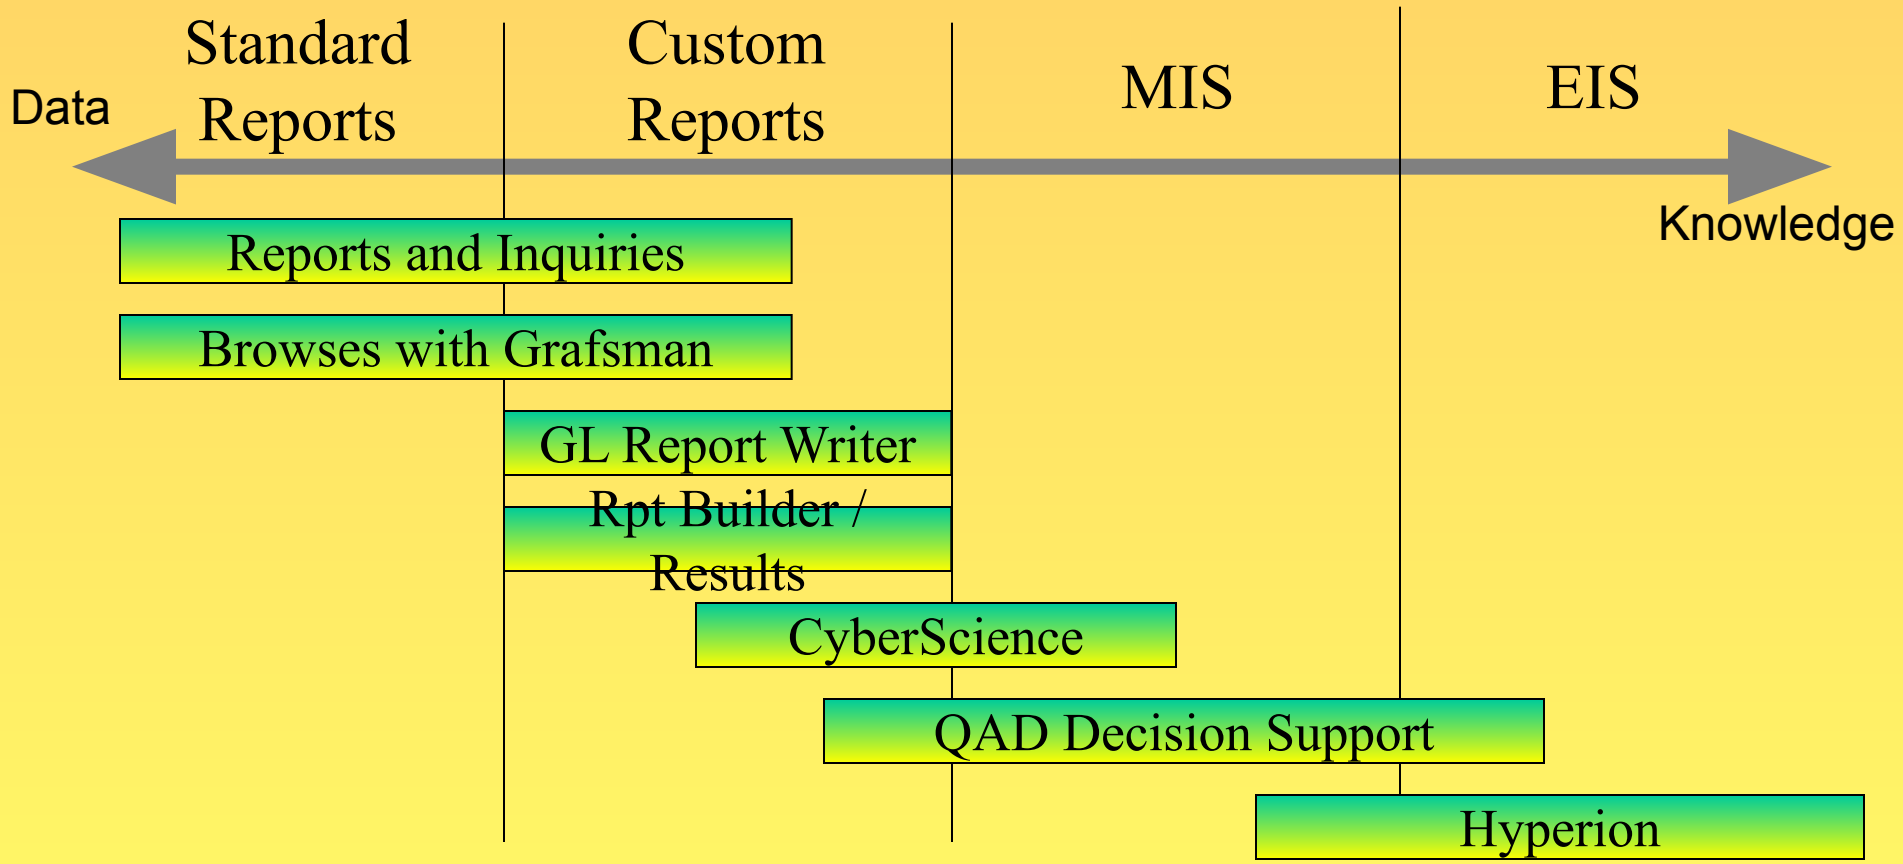 Standard
Reports
Custom
Reports
MIS
EIS
Data
Knowledge
Reports and Inquiries
Browses with Grafsman
GL Report Writer
Rpt Builder /
Results
CyberScience
QAD Decision Support
Hyperion